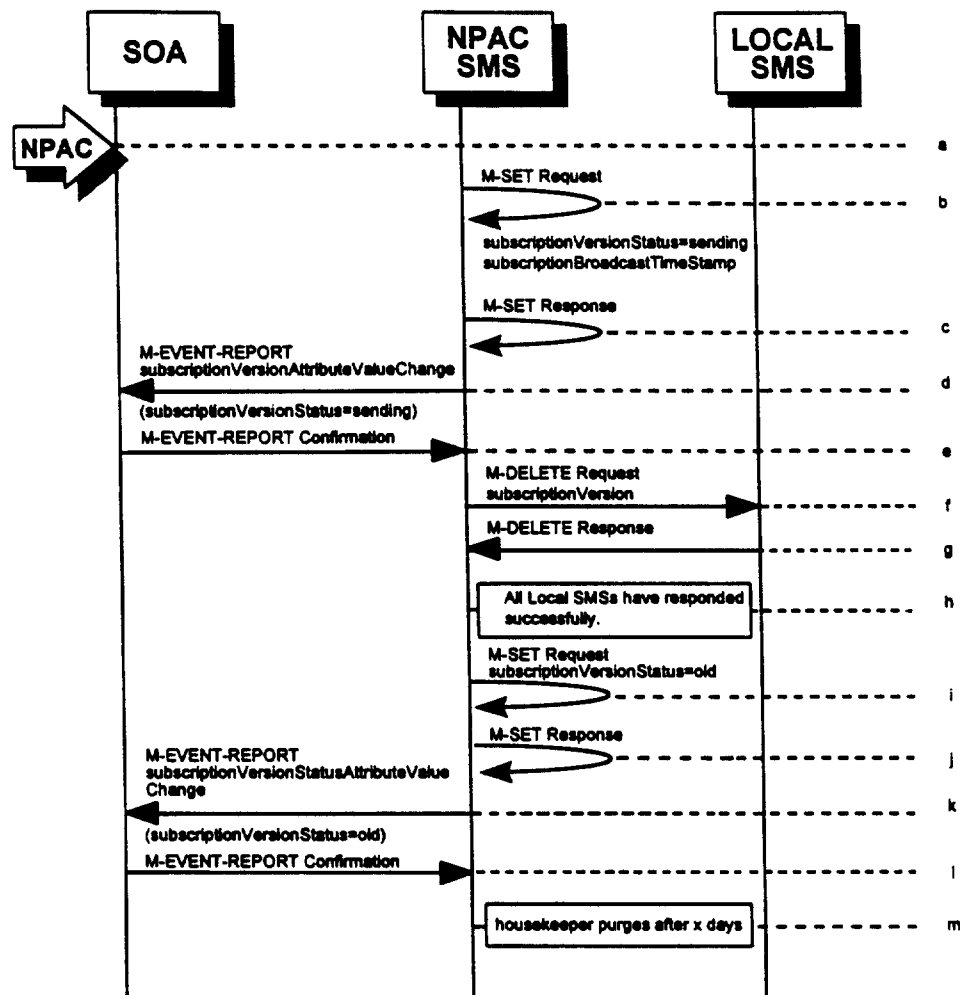 SOA
NPAC
SMS
LOCAL
SMS
NPAC
a
M-SET Request
b
subscriptionVersionStatus=sending
subscriptionBroadcastTimeStamp
M-SET Response
c
M-EVENT-REPORT
subscriptionVersionAttributeValueChange
d
(subscriptionVersionStatus=sending)
M-EVENT-REPORT Confirmation
e
M-DELETE Request
subscriptionVersion
f
M-DELETE Response
g
All Local SMSs have responded
successfully.
h
M-SET Request
subscriptionVersionStatus=old
i
M-SET Response
j
M-EVENT-REPORT
subscriptionVersionStatusAttributeValue
Change
k
(subscriptionVersionStatus=old)
M-EVENT-REPORT Confirmation
l
housekeeper purges after x days
m